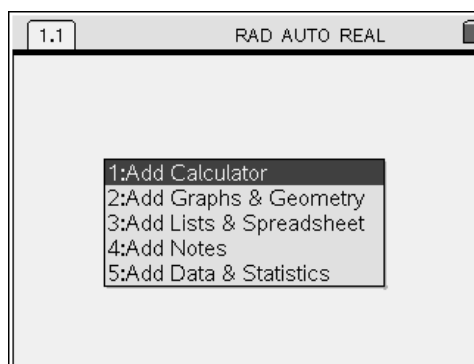 1.1 RAD AUTO REAL
1:Add Calculator
2:Add Graphs & Geometry
3:Add Lists & Spreadsheet
4:Add Notes
5:Add Data & Statistics